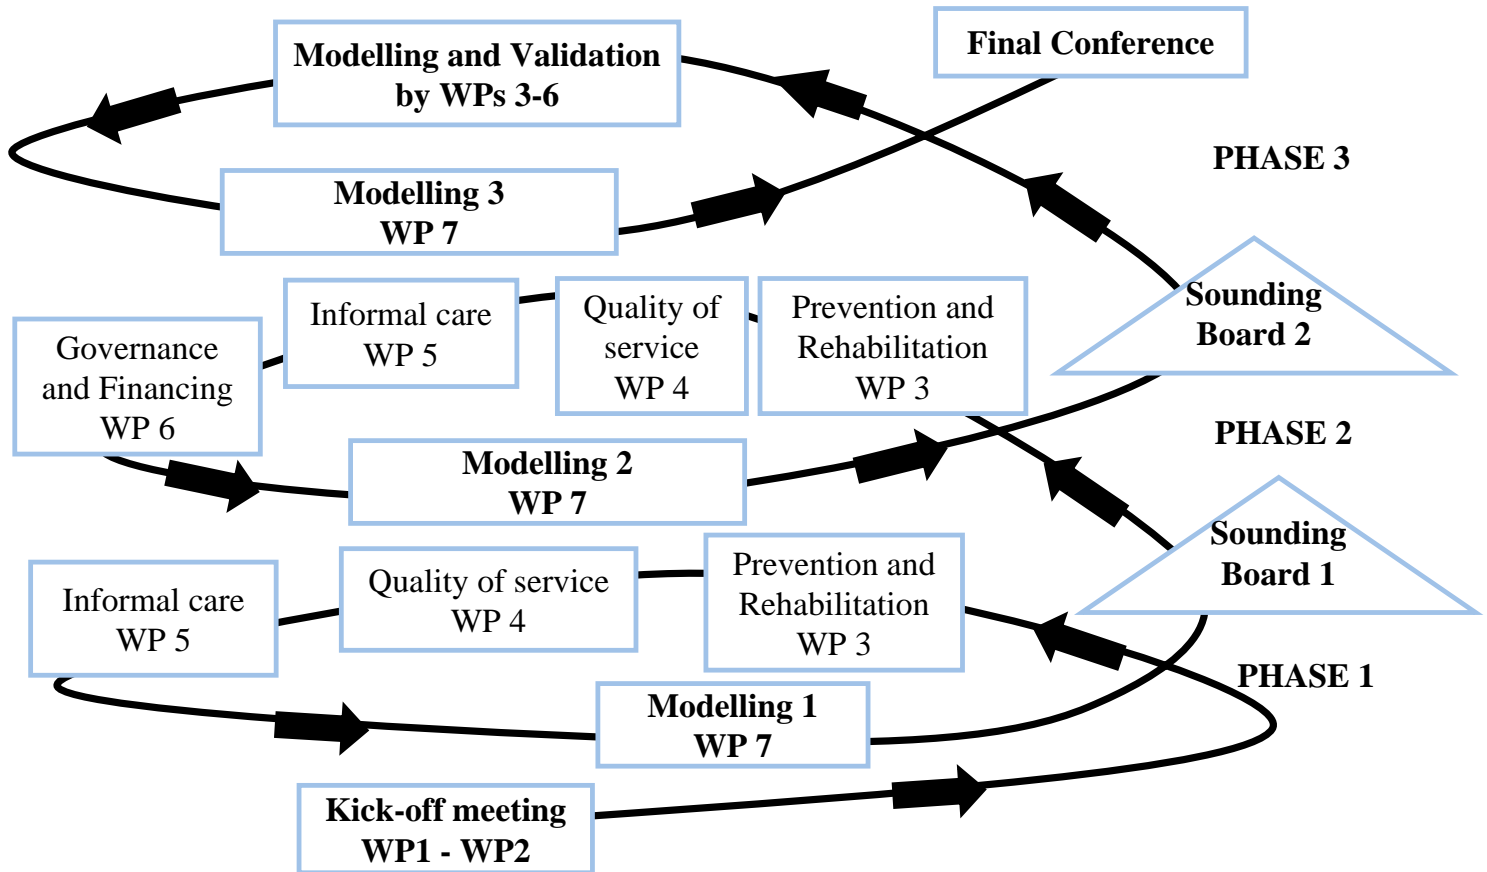 Modelling and Validation
by WPs 3-6
Final Conference
PHASE 3
Modelling 3
WP 7
Sounding
Board 2
Informal care
WP 5
Quality of
service
WP 4
Prevention and
Rehabilitation
WP 3
Governance
and Financing
WP 6
PHASE 2
Modelling 2
WP 7
Sounding
Board 1
Informal care
WP 5
Quality of service
WP 4
Prevention and
Rehabilitation
WP 3
PHASE 1
Modelling 1
WP 7
Kick-off meeting
WP1 - WP2